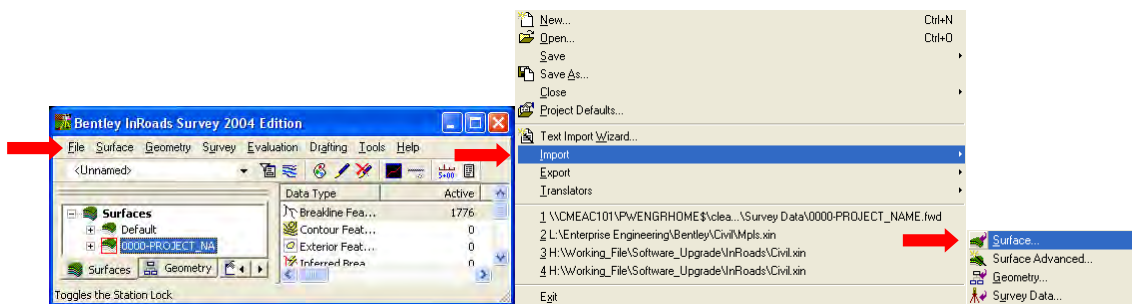 Bentley InRoads Survey 2004 Edition
File Surface Geometry Survey Evaluation Drafting Tools Help
<Unnamed>
5+00
Data Type Active
Surfaces
Default
0000-PROJECT_NA
Breakline Fea... 1776
Contour Feat... 0
Exterior Feat... 0
Inferred Brea 0
Surfaces Geometry
Toggles the Station Lock
New... Ctrl+N
Open... Ctrl+O
Save
Save As...
Close
Project Defaults...
Text Import Wizard...
Import
Export
Translators
1 \\CMEAC101\PWENGRHOME$\clea...\Survey Data\0000-PROJECT_NAME.fwd
2 L:\Enterprise Engineering\Bentley\Civil\Mpls.xin
3 H:\Working_File\Software_Upgrade\InRoads\Civil.xin
4 H:\Working_File\Software_Upgrade\InRoads\Civil.xin
Exit
Surface...
Surface Advanced...
Geometry...
Survey Data...